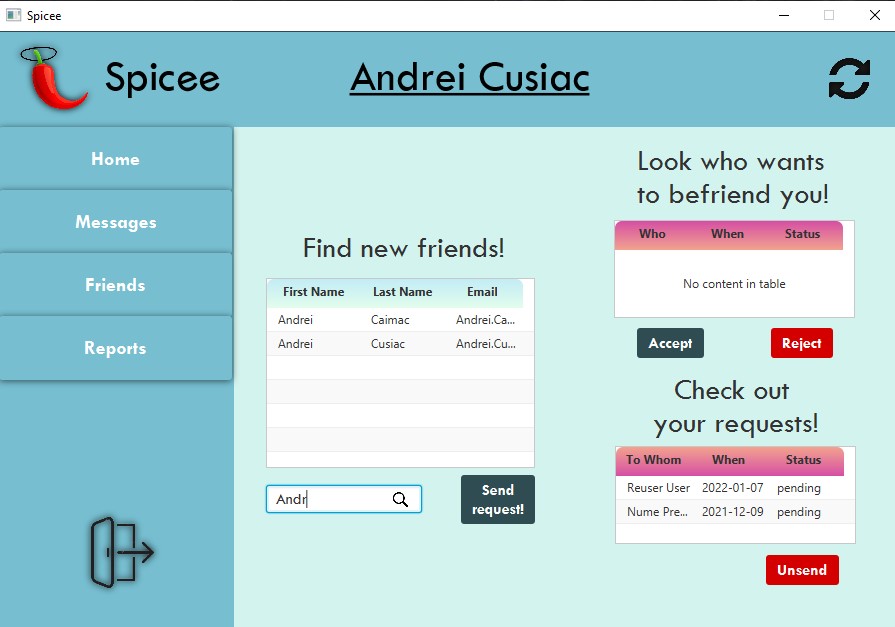 Spicee
Spicee
Andrei Cusiac
Home
Messages
Friends
Reports
Find new friends!
First Name Last Name Email
Andrei Caimac Andrei.Ca...
Andrei Cusiac Andrei.Cu...
Andr
Send
request!
Look who wants
to befriend you!
Who When Status
No content in table
Accept Reject
Check out
your requests!
To Whom When Status
Reuser User 2022-01-07 pending
Nume Pre... 2021-12-09 pending
Unsend